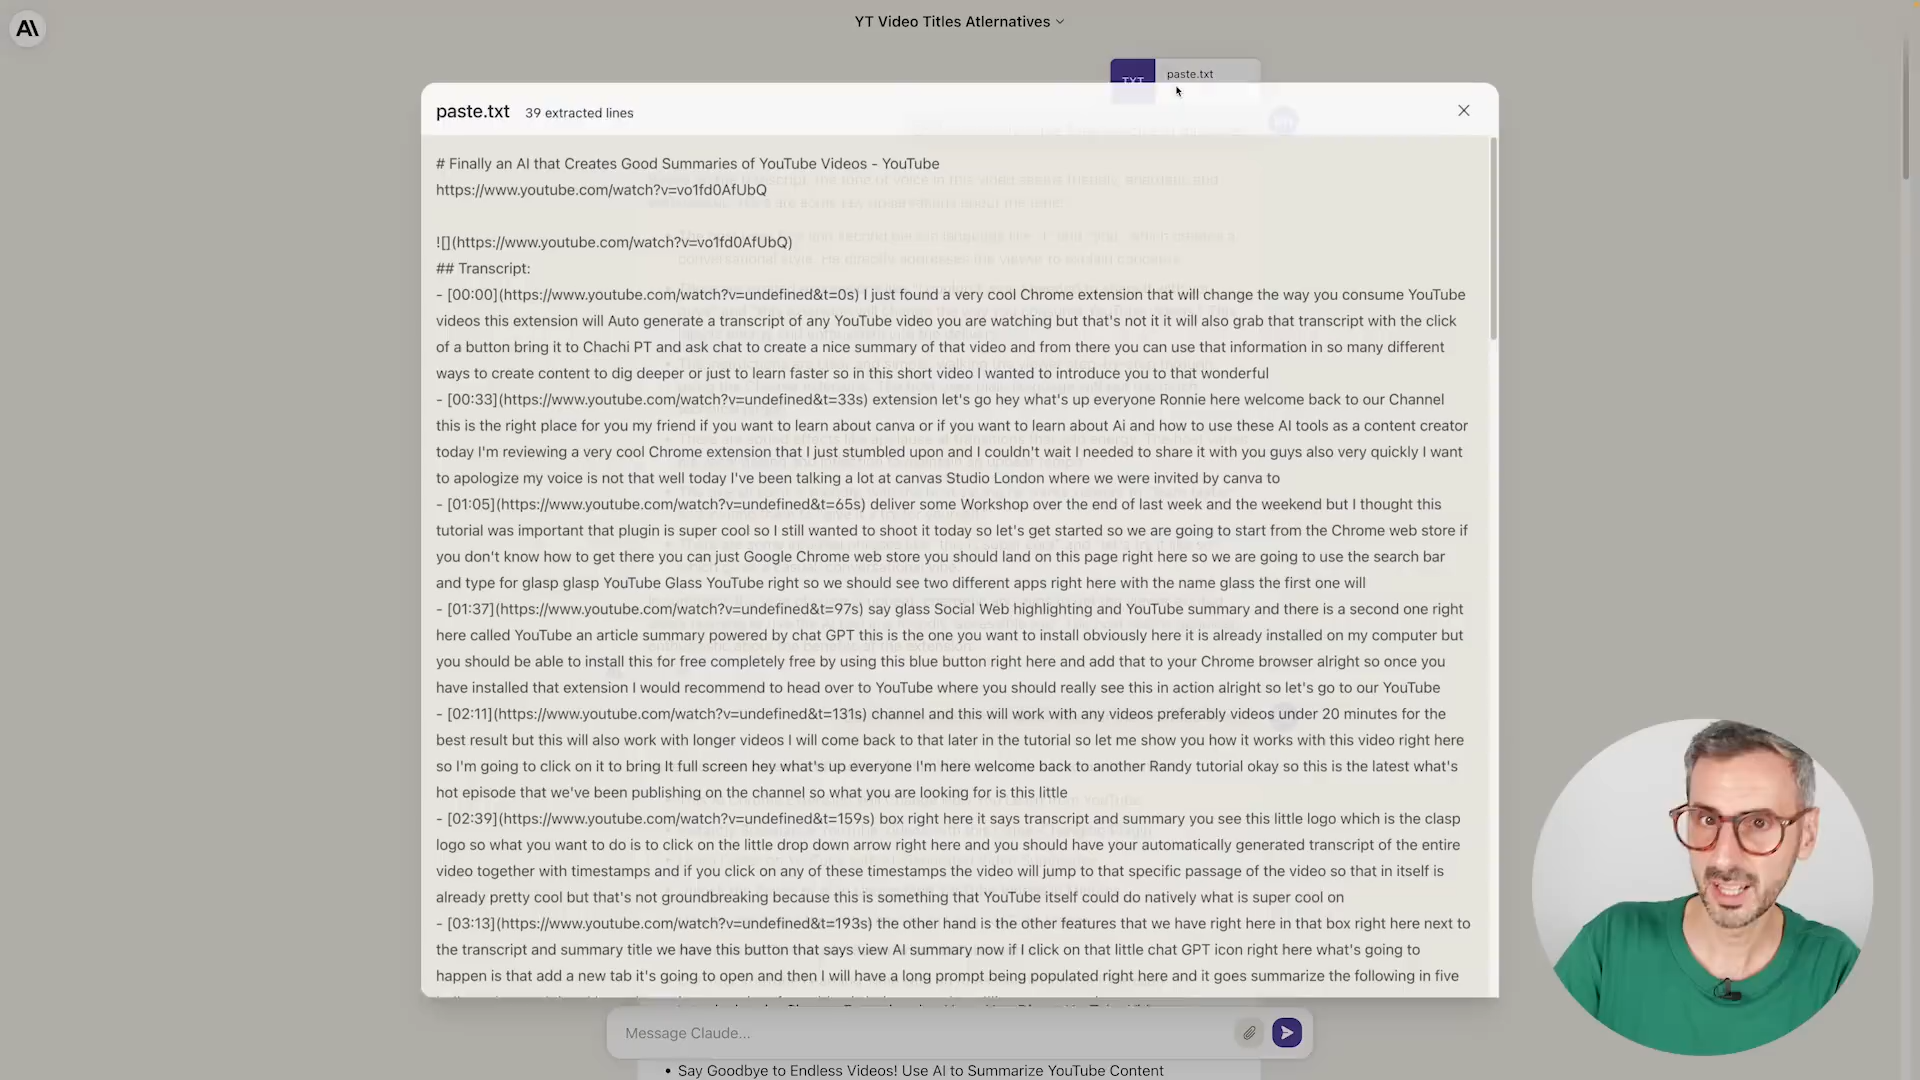 YT Video Titles Atlernatives
TXT
paste.txt
paste.txt 39 extracted lines
# Finally an AI that Creates Good Summaries of YouTube Videos - YouTube
https://www.youtube.com/watch?v=vo1fd0AfUbQ
![](https://www.youtube.com/watch?v=vo1fd0AfUbQ)
## Transcript:
- [00:00](https://www.youtube.com/watch?v=undefined&t=0s) I just found a very cool Chrome extension that will change the way you consume YouTube
videos this extension will Auto generate a transcript of any YouTube video you are watching but that's not it it will also grab that transcript with the click
of a button bring it to Chachi PT and ask chat to create a nice summary of that video and from there you can use that information in so many different
ways to create content to dig deeper or just to learn faster so in this short video I wanted to introduce you to that wonderful
- [00:33](https://www.youtube.com/watch?v=undefined&t=33s) extension let's go hey what's up everyone Ronnie here welcome back to our Channel
this is the right place for you my friend if you want to learn about canva or if you want to learn about Ai and how to use these AI tools as a content creator
today I'm reviewing a very cool Chrome extension that I just stumbled upon and I couldn't wait I needed to share it with you guys also very quickly I want
to apologize my voice is not that well today I've been talking a lot at canvas Studio London where we were invited by canva to
- [01:05](https://www.youtube.com/watch?v=undefined&t=65s) deliver some Workshop over the end of last week and the weekend but I thought this
tutorial was important that plugin is super cool so I still wanted to shoot it today so let's get started so we are going to start from the Chrome web store if
you don't know how to get there you can just Google Chrome web store you should land on this page right here so we are going to use the search bar
and type for glasp glasp YouTube Glass YouTube right so we should see two different apps right here with the name glass the first one will
- [01:37](https://www.youtube.com/watch?v=undefined&t=97s) say glass Social Web highlighting and YouTube summary and there is a second one right
here called YouTube an article summary powered by chat GPT this is the one you want to install obviously here it is already installed on my computer but
you should be able to install this for free completely free by using this blue button right here and add that to your Chrome browser alright so once you
have installed that extension I would recommend to head over to YouTube where you should really see this in action alright so let's go to our YouTube
- [02:11](https://www.youtube.com/watch?v=undefined&t=131s) channel and this will work with any videos preferably videos under 20 minutes for the
best result but this will also work with longer videos I will come back to that later in the tutorial so let me show you how it works with this video right here
so I'm going to click on it to bring It full screen hey what's up everyone I'm here welcome back to another Randy tutorial okay so this is the latest what's
hot episode that we've been publishing on the channel so what you are looking for is this little
- [02:39](https://www.youtube.com/watch?v=undefined&t=159s) box right here it says transcript and summary you see this little logo which is the clasp
logo so what you want to do is to click on the little drop down arrow right here and you should have your automatically generated transcript of the entire
video together with timestamps and if you click on any of these timestamps the video will jump to that specific passage of the video so that in itself is
already pretty cool but that's not groundbreaking because this is something that YouTube itself could do natively what is super cool on
- [03:13](https://www.youtube.com/watch?v=undefined&t=193s) the other hand is the other features that we have right here in that box right here next to
the transcript and summary title we have this button that says view AI summary now if I click on that little chat GPT icon right here what's going to
happen is that add a new tab it's going to open and then I will have a long prompt being populated right here and it goes summarize the following in five
Message Claude...
• Say Goodbye to Endless Videos! Use AI to Summarize YouTube Content